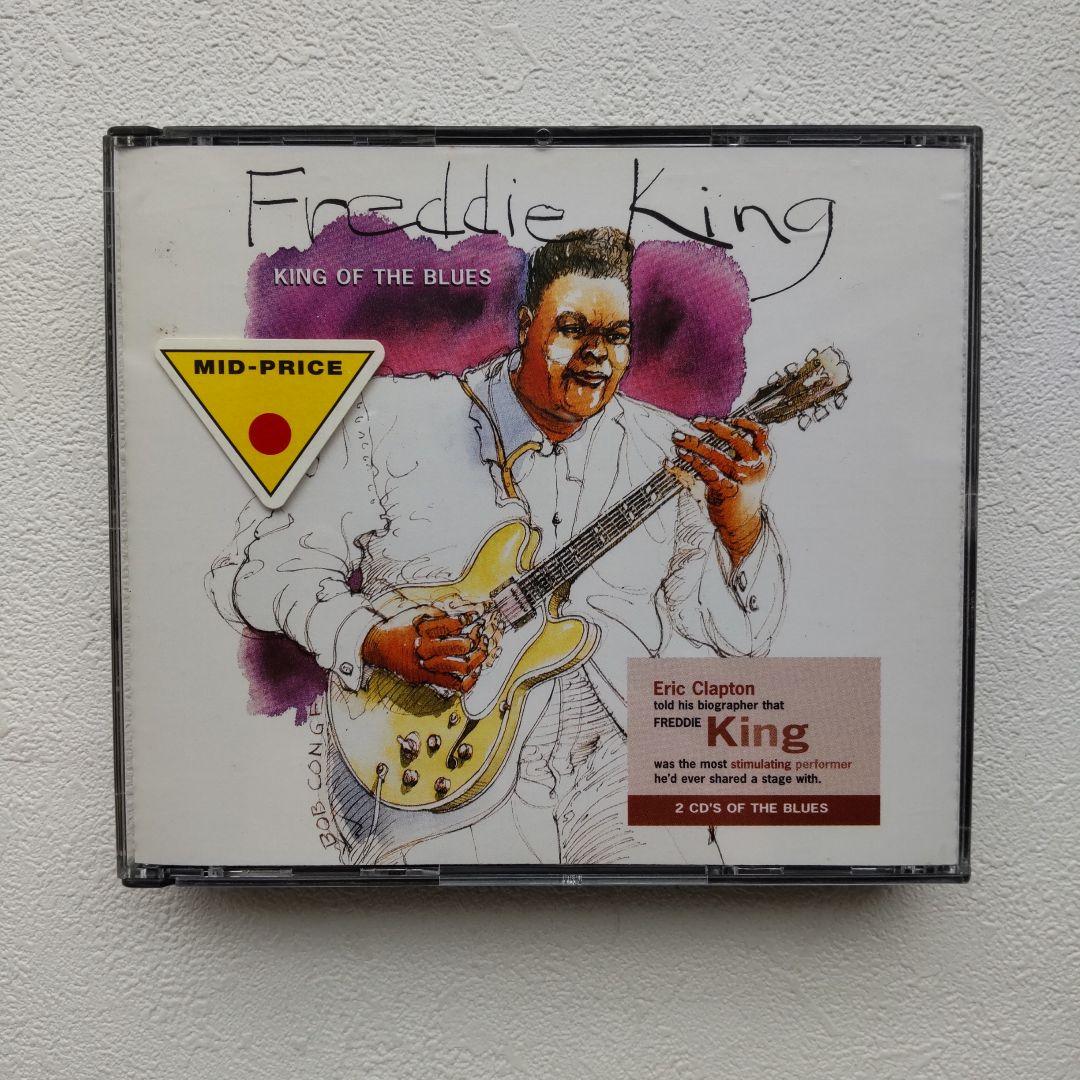 Freddie King
KING OF THE BLUES
MID-PRICE
Eric Clapton
told his biographer that
FREDDIE King
was the most stimulating performer
he'd ever shared a stage with.
2 CD'S OF THE BLUES
BOB CONGE